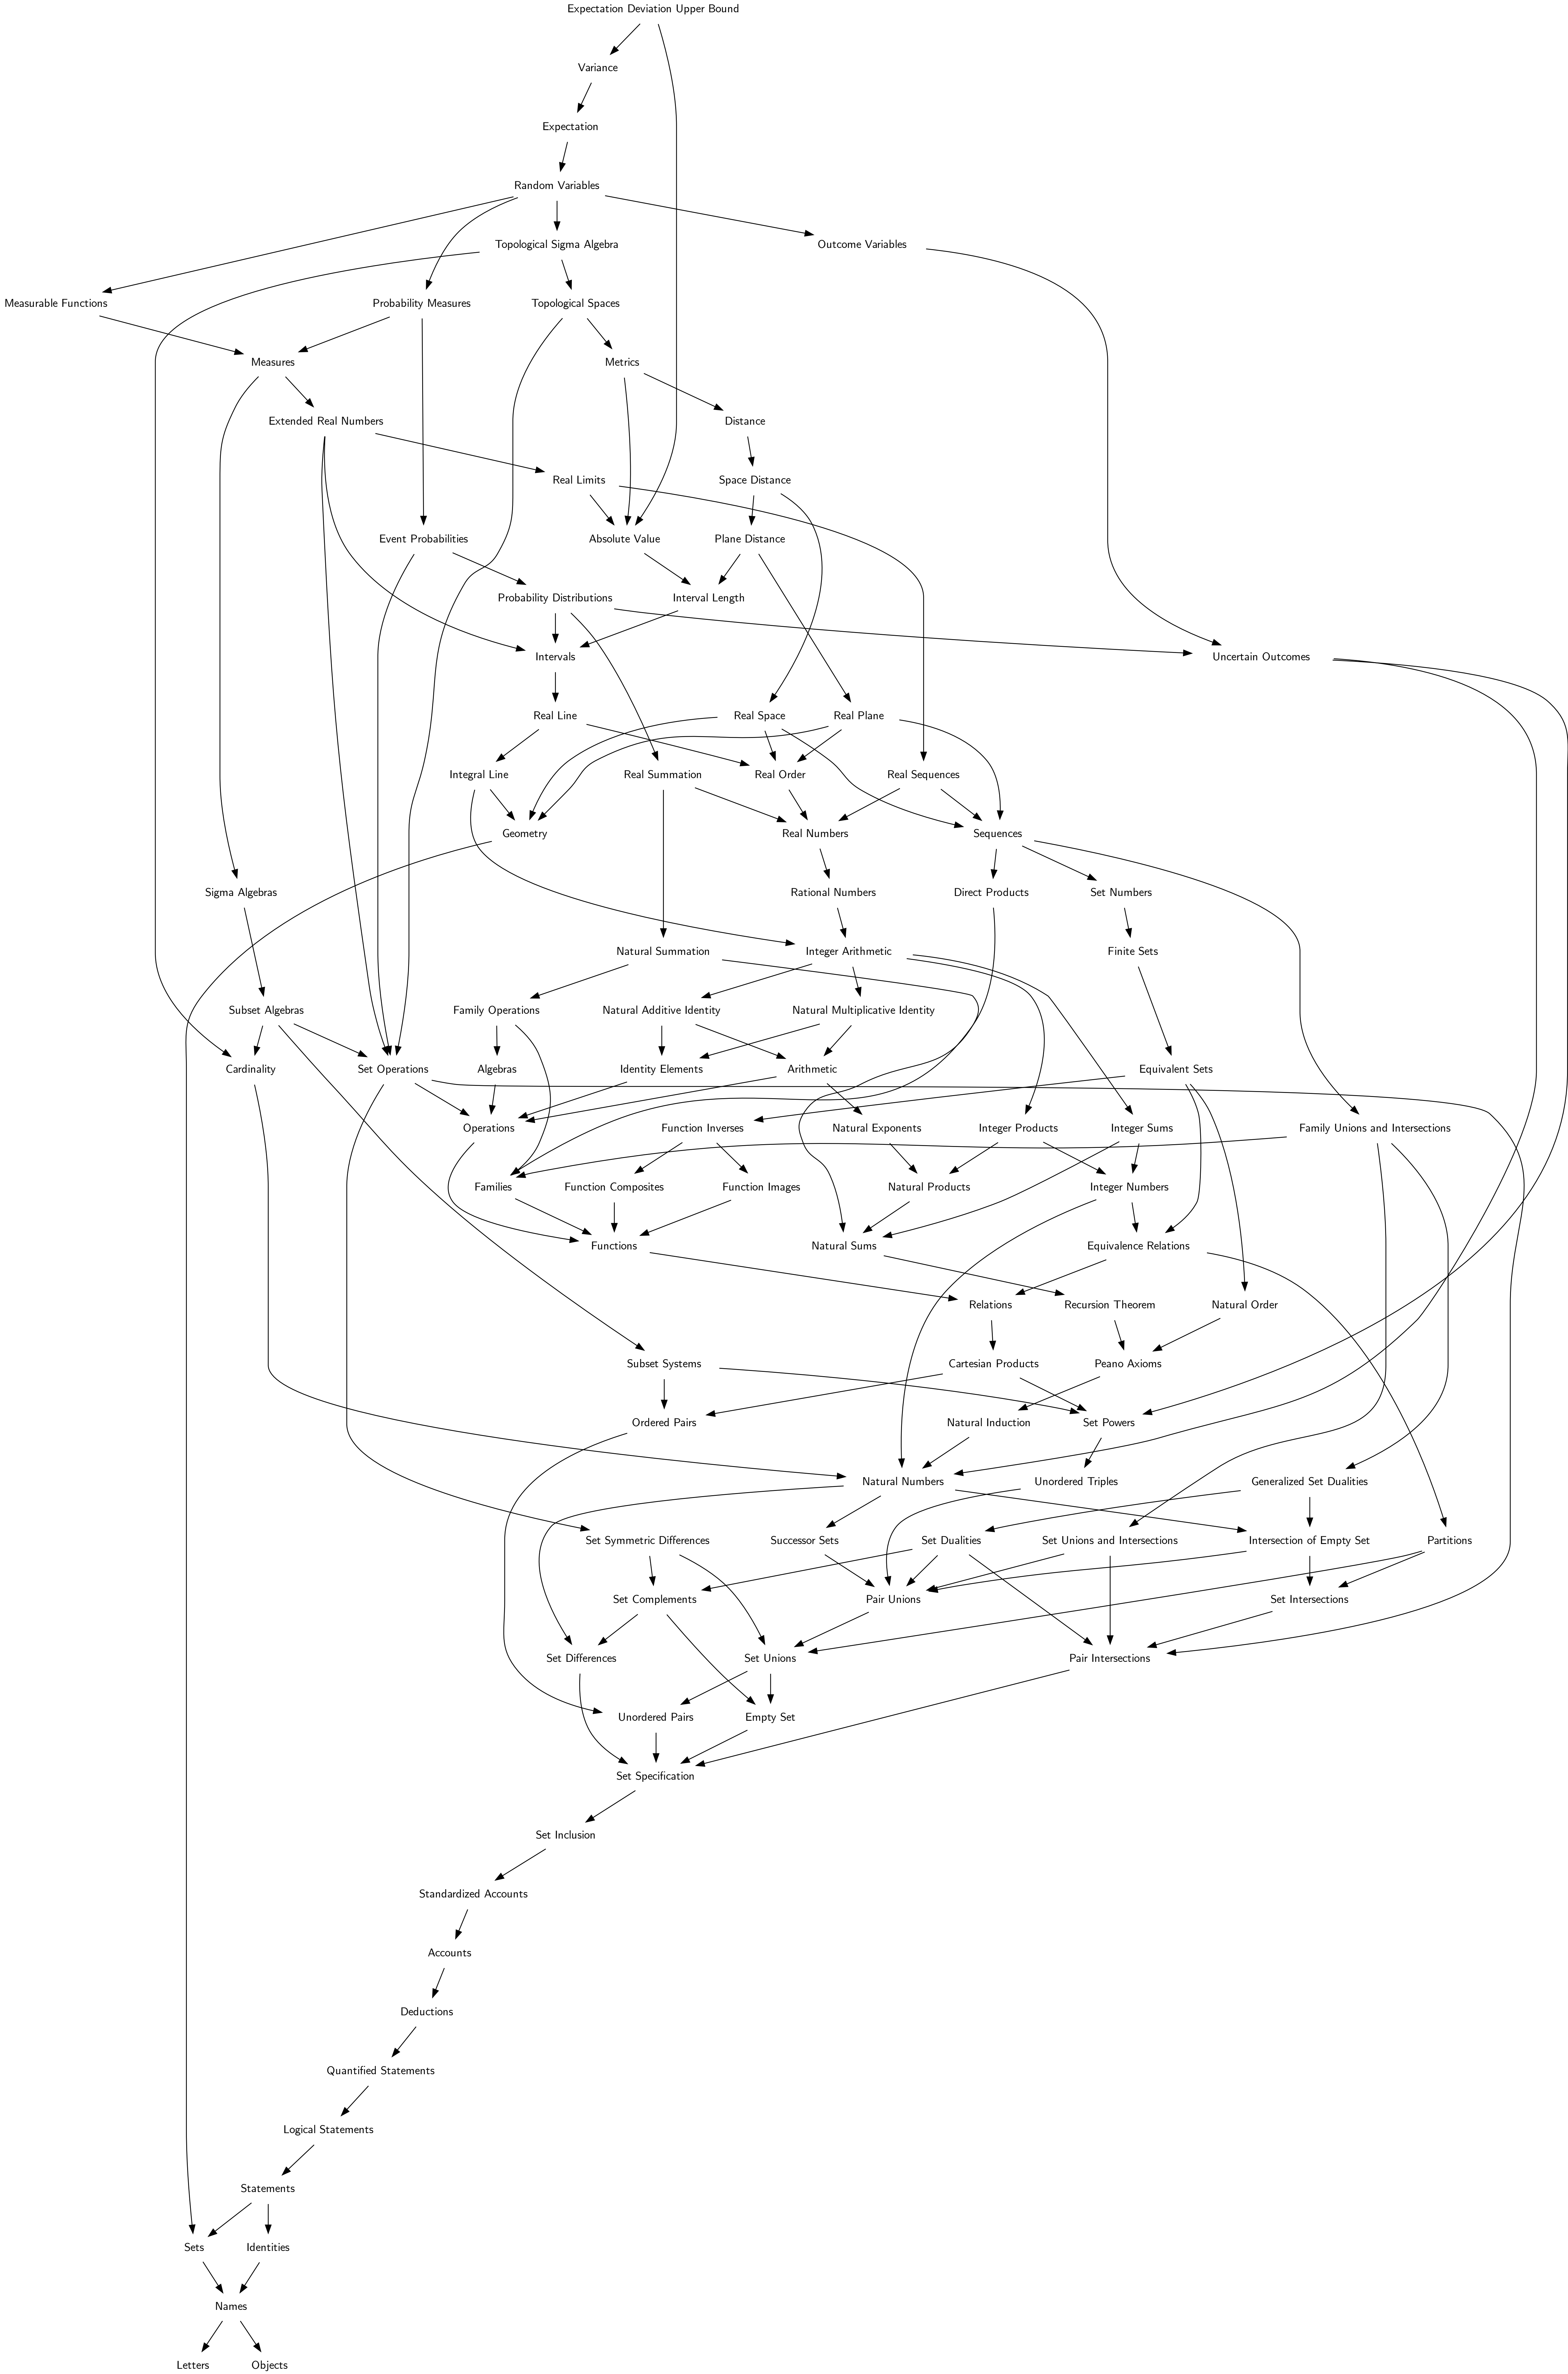 Expectation Deviation Upper Bound
Variance
Expectation
Random Variables
Topological Sigma Algebra
Outcome Variables
Measurable Functions
Probability Measures
Topological Spaces
Measures
Metrics
Extended Real Numbers
Distance
Real Limits
Space Distance
Event Probabilities
Absolute Value
Plane Distance
Probability Distributions
Interval Length
Intervals
Uncertain Outcomes
Real Line
Real Space
Real Plane
Integral Line
Real Summation
Real Order
Real Sequences
Geometry
Real Numbers
Sequences
Sigma Algebras
Rational Numbers
Direct Products
Set Numbers
Natural Summation
Integer Arithmetic
Finite Sets
Subset Algebras
Family Operations
Natural Additive Identity
Natural Multiplicative Identity
Cardinality
Set Operations
Algebras
Identity Elements
Arithmetic
Equivalent Sets
Operations
Function Inverses
Natural Exponents
Integer Products
Integer Sums
Family Unions and Intersections
Families
Function Composites
Function Images
Natural Products
Integer Numbers
Functions
Natural Sums
Equivalence Relations
Relations
Recursion Theorem
Natural Order
Subset Systems
Cartesian Products
Peano Axioms
Ordered Pairs
Natural Induction
Set Powers
Natural Numbers
Unordered Triples
Generalized Set Dualities
Set Symmetric Differences
Successor Sets
Set Dualities
Set Unions and Intersections
Intersection of Empty Set
Partitions
Set Complements
Pair Unions
Set Intersections
Set Differences
Set Unions
Pair Intersections
Unordered Pairs
Empty Set
Set Specification
Set Inclusion
Standardized Accounts
Accounts
Deductions
Quantified Statements
Logical Statements
Statements
Sets
Identities
Names
Letters
Objects